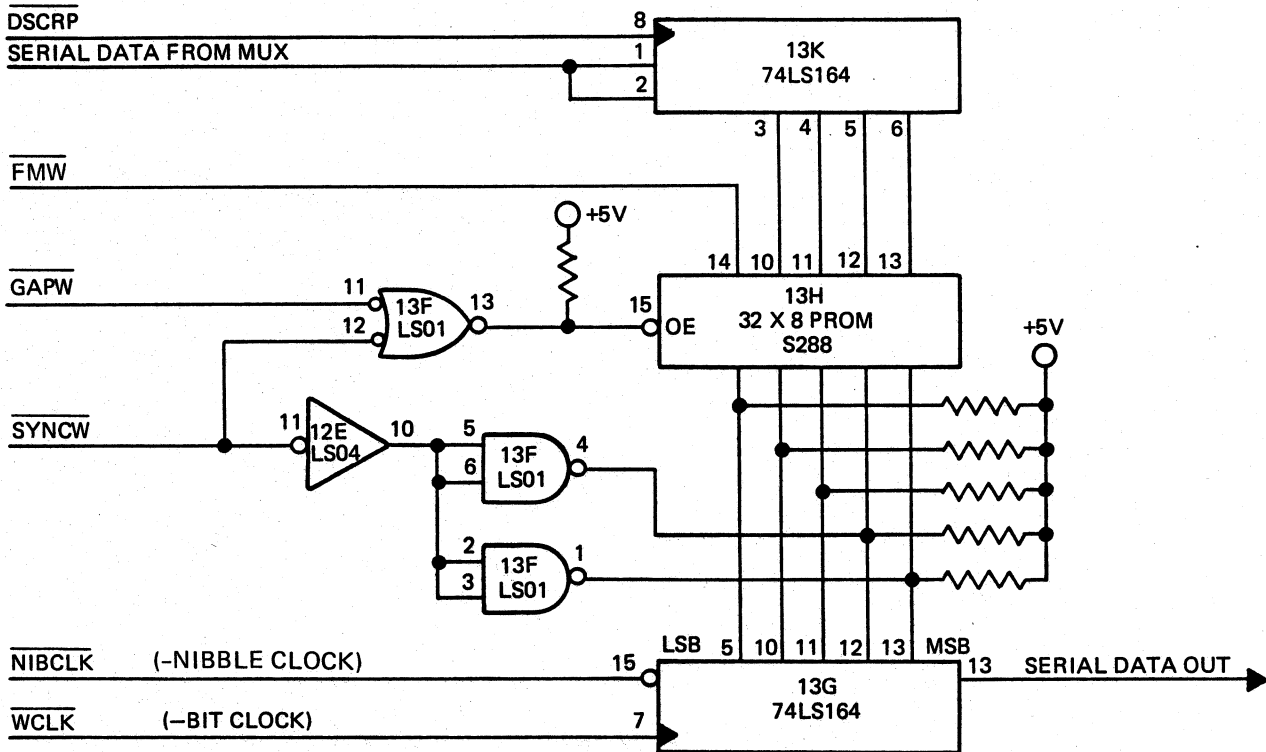 DSCRP
8
SERIAL DATA FROM MUX
1
2
13K
74LS164
3 4 5 6
FMW
+5V
14 10 11 12 13
GAPW
11
12
13F
LS01
13
15
OE
13H
32 X 8 PROM
S288
+5V
SYNCW
11
12E
LS04
10
5
6
13F
LS01
4
2
3
13F
LS01
1
LSB 5 10 11 12 13 MSB
NIBCLK (–NIBBLE CLOCK)
15
13G
74LS164
13
SERIAL DATA OUT
WCLK (–BIT CLOCK)
7